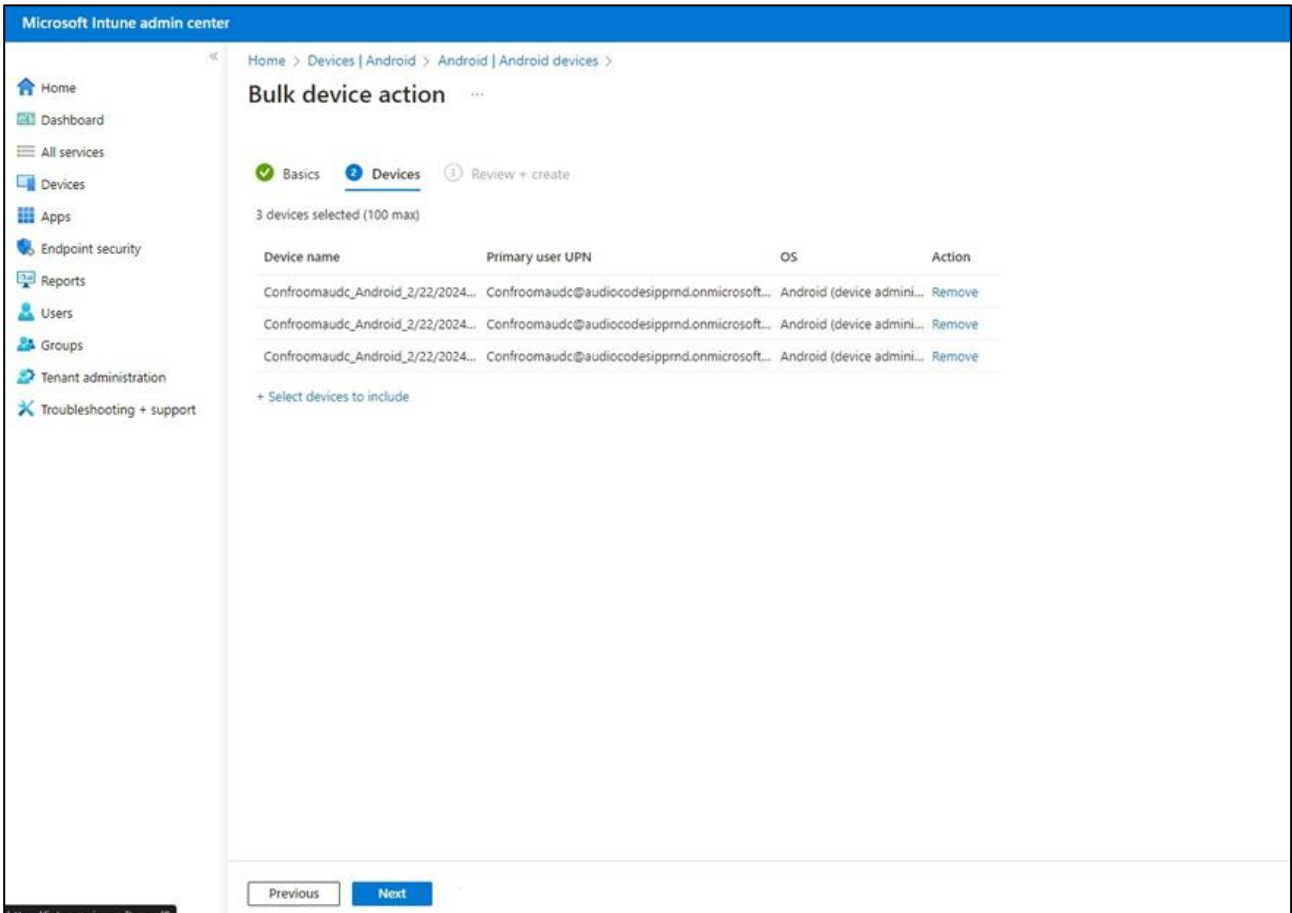 Microsoft Intune admin center
«
Home > Devices | Android > Android | Android devices >
Bulk device action ...
Home
Dashboard
All services
Devices
Apps
Endpoint security
Reports
Users
Groups
Tenant administration
Troubleshooting + support
Basics 2 Devices 3 Review + create
3 devices selected (100 max)
Device name Primary user UPN OS Action
Confroomaudc_Android_2/22/2024... Confroomaudc@audiocodesipprnd.onmicrosoft... Android (device admini... Remove
Confroomaudc_Android_2/22/2024... Confroomaudc@audiocodesipprnd.onmicrosoft... Android (device admini... Remove
Confroomaudc_Android_2/22/2024... Confroomaudc@audiocodesipprnd.onmicrosoft... Android (device admini... Remove
+ Select devices to include
Previous Next